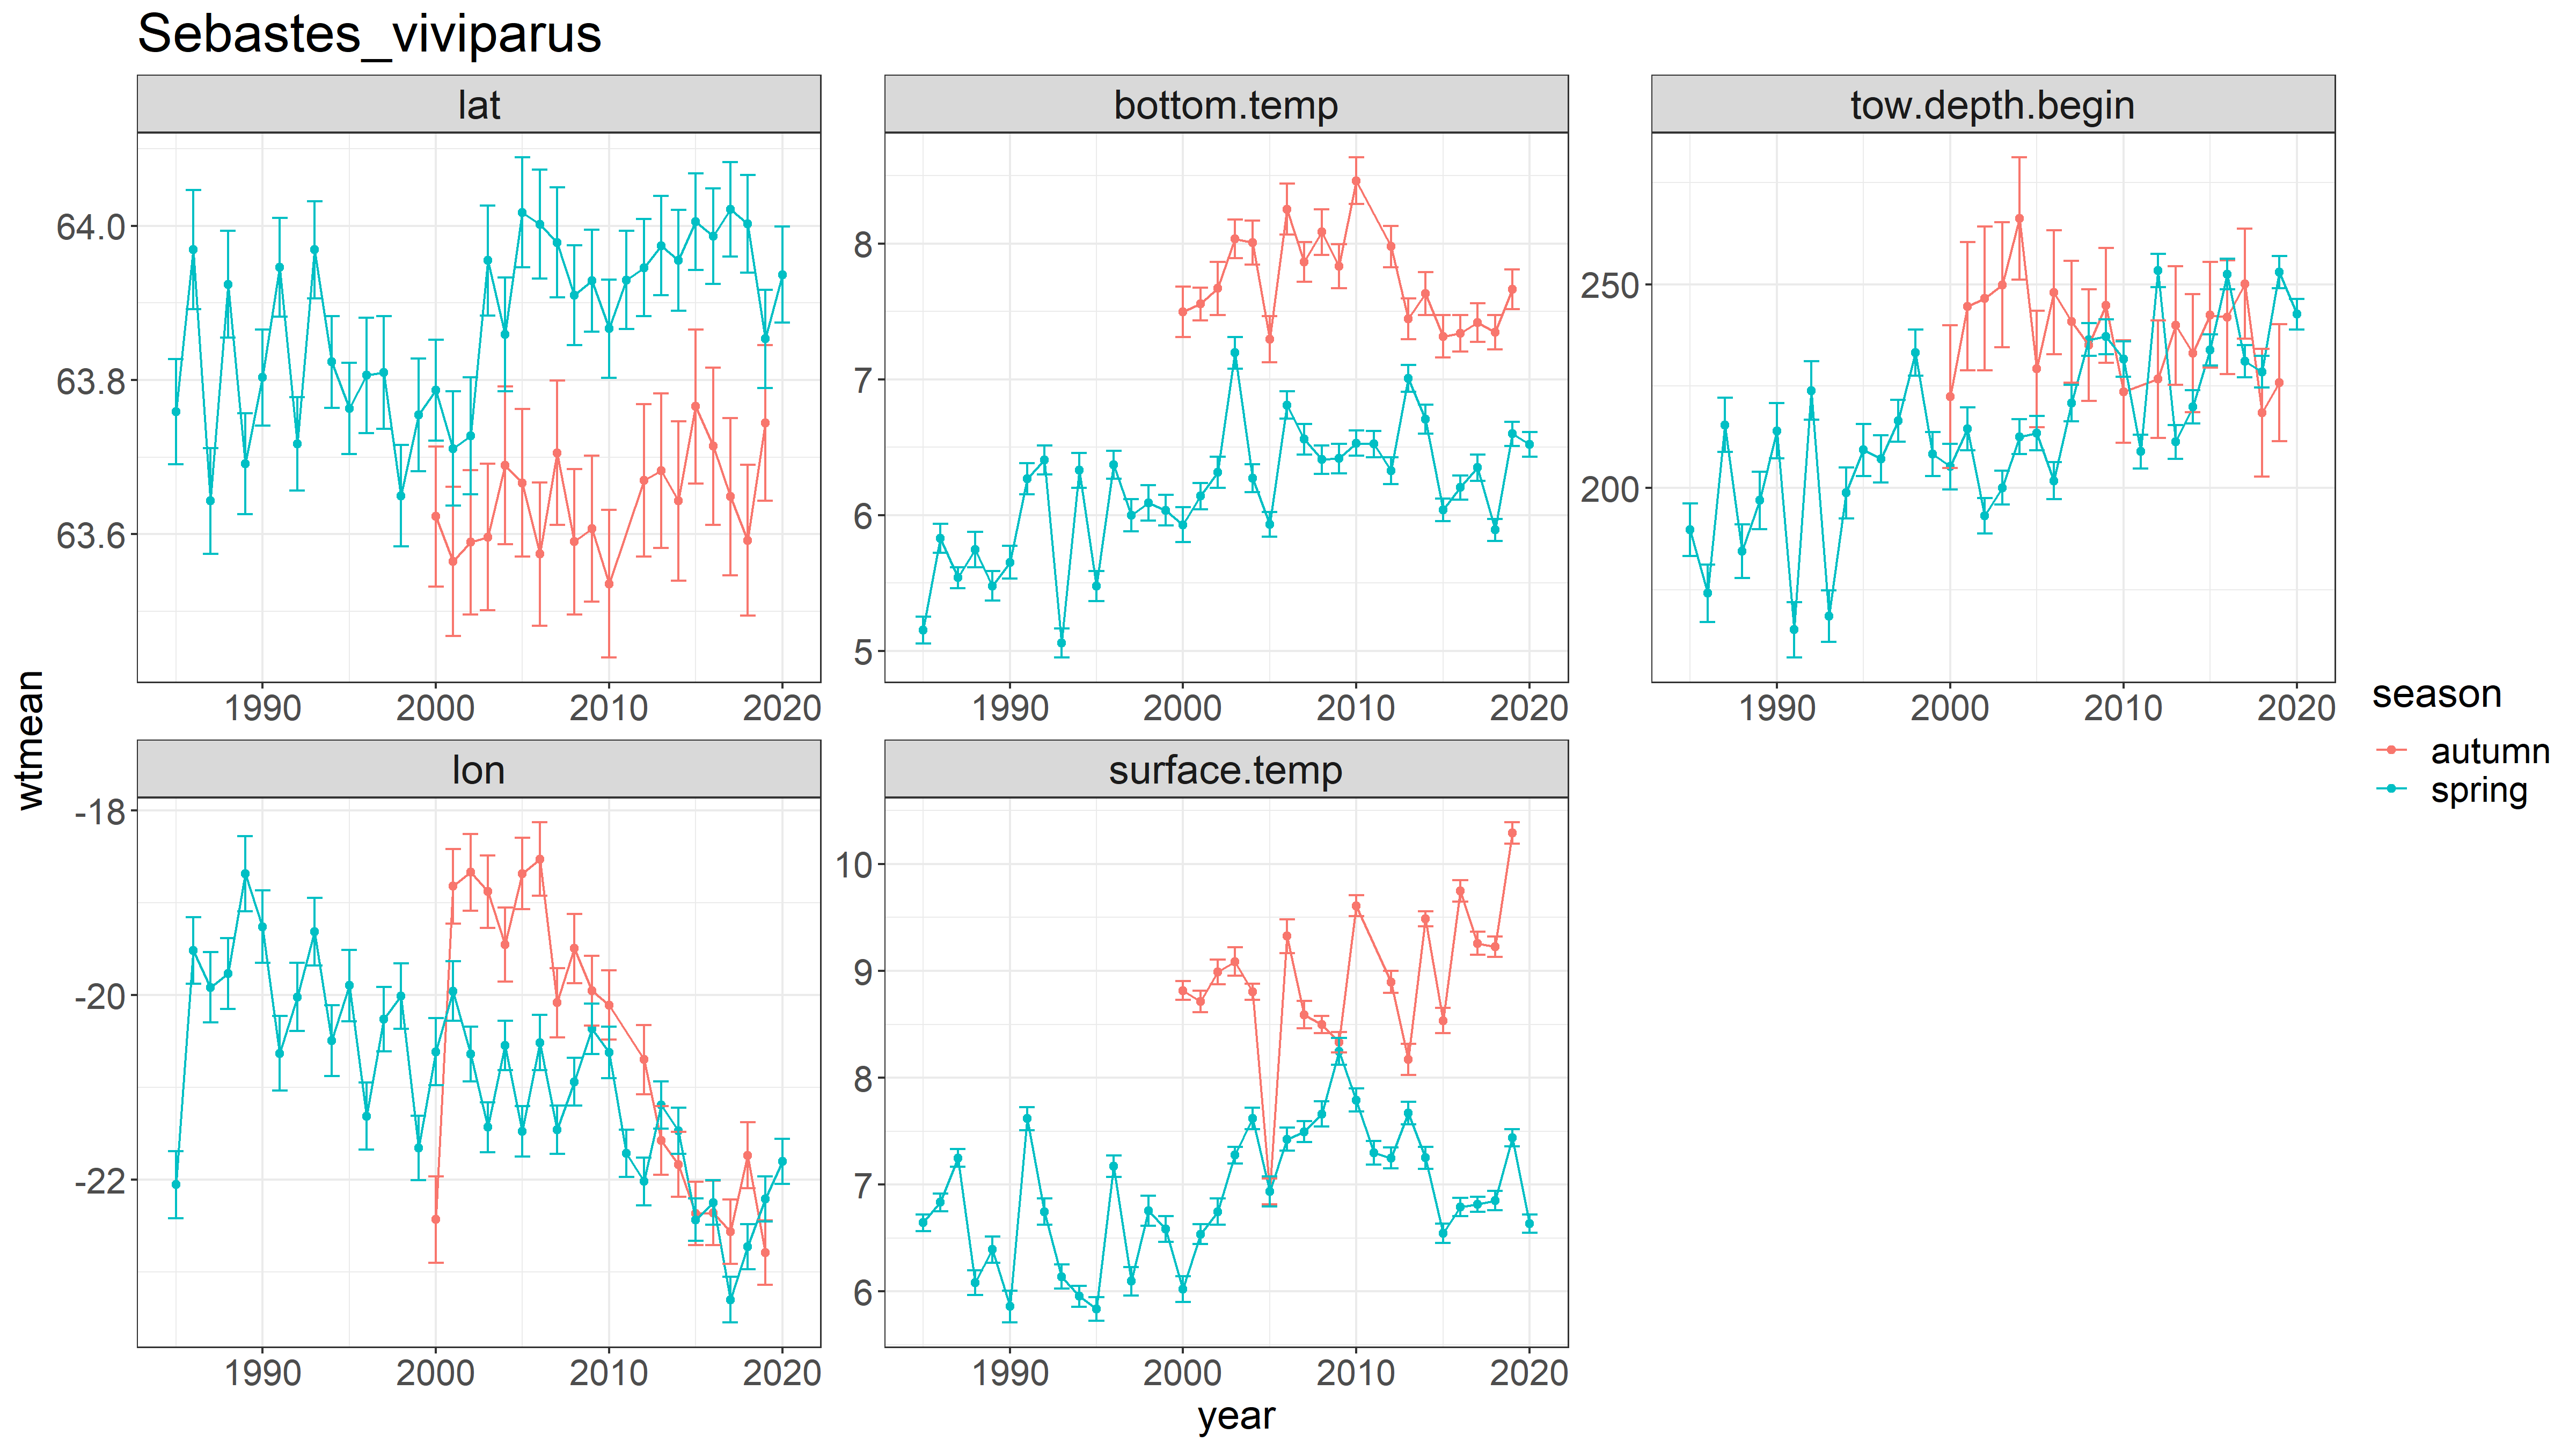 Sebastes_viviparus
lat
bottom.temp
tow.depth.begin
64.0
63.8
63.6
8
7
6
5
250
200
1990 2000 2010 2020
1990 2000 2010 2020
1990 2000 2010 2020
wtmean
season
autumn
spring
lon
surface.temp
-18
-20
-22
10
9
8
7
6
1990 2000 2010 2020
1990 2000 2010 2020
year